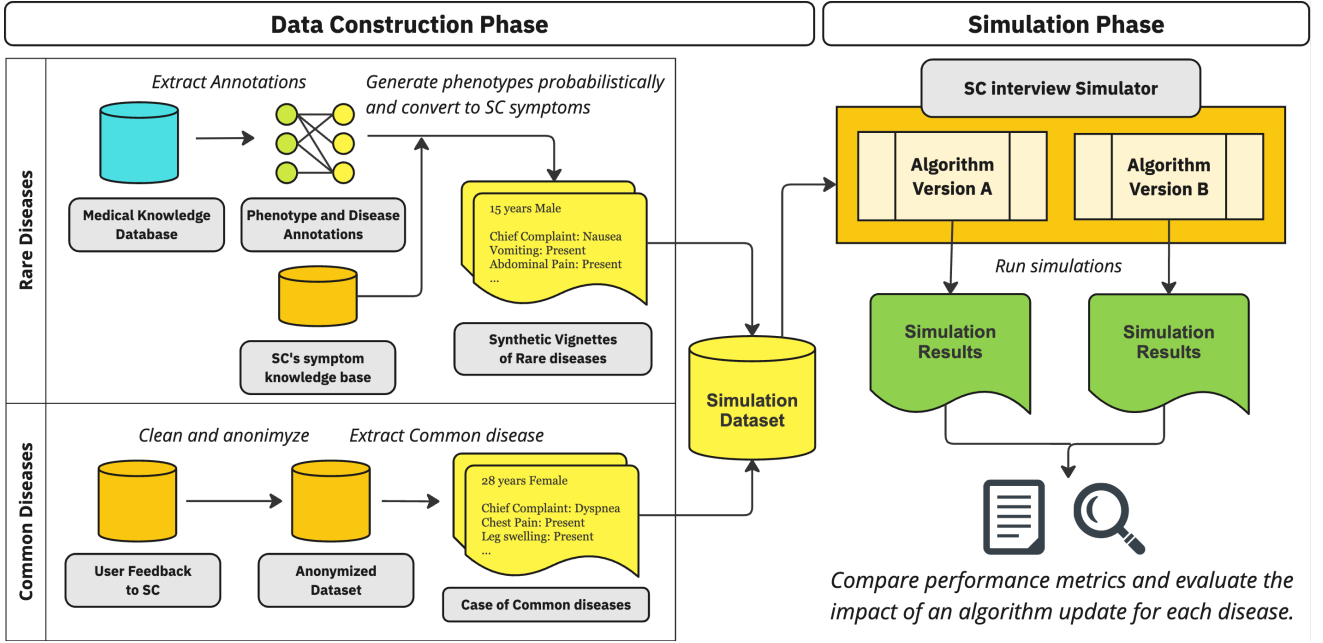 Data Construction Phase
Simulation Phase
Rare Diseases
Extract Annotations
Generate phenotypes probabilistically
and convert to SC symptoms
Medical Knowledge
Database
Phenotype and Disease
Annotations
SC's symptom
knowledge base
15 years Male
Chief Complaint: Nausea
Vomiting: Present
Abdominal Pain: Present
...
Synthetic Vignettes
of Rare diseases
Common Diseases
Clean and anonimyze
Extract Common disease
User Feedback
to SC
Anonymized
Dataset
28 years Female
Chief Complaint: Dyspnea
Chest Pain: Present
Leg swelling: Present
...
Case of Common diseases
Simulation
Dataset
SC interview Simulator
Algorithm
Version A
Algorithm
Version B
Run simulations
Simulation
Results
Simulation
Results
Compare performance metrics and evaluate the
impact of an algorithm update for each disease.